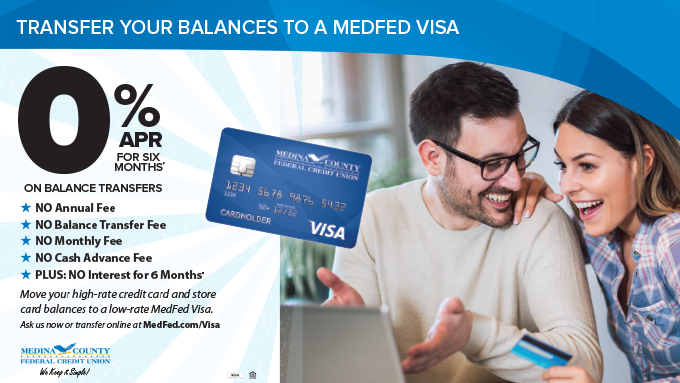 TRANSFER YOUR BALANCES TO A MEDFED VISA
0%
APR
FOR SIX
MONTHS*
ON BALANCE TRANSFERS
★ NO Annual Fee
★ NO Balance Transfer Fee
★ NO Monthly Fee
★ NO Cash Advance Fee
★ PLUS: NO Interest for 6 Months*
Move your high-rate credit card and store
card balances to a low-rate MedFed Visa.
Ask us now or transfer online at MedFed.com/Visa
MEDINA COUNTY
FEDERAL CREDIT UNION
We Keep it Simple!
MEDINA COUNTY
FEDERAL CREDIT UNION
1234 5678 9876 5432
1234
12/22
CARDHOLDER
VISA